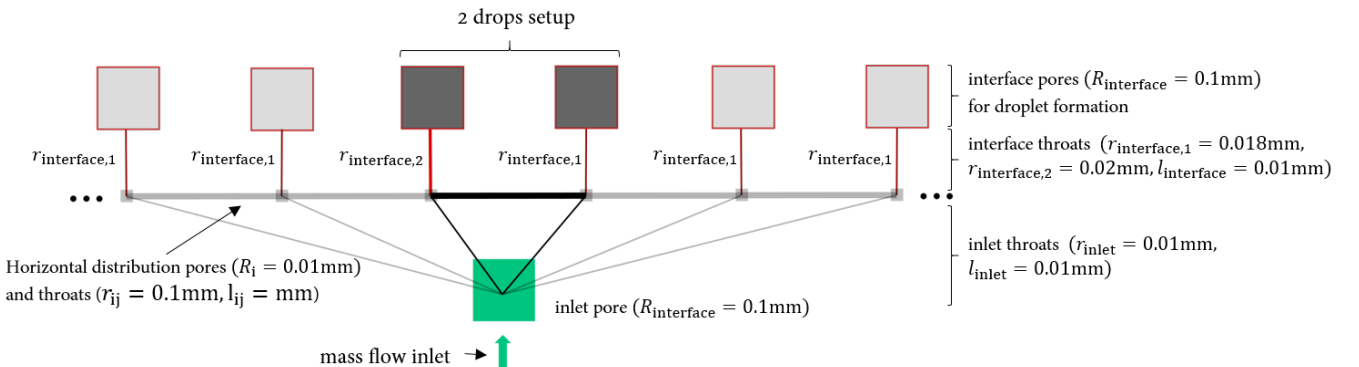 2 drops setup
interface pores (R_interface = 0.1mm)
for droplet formation
r_interface,1
r_interface,1
r_interface,2
r_interface,1
r_interface,1
r_interface,1
interface throats (r_interface,1 = 0.018mm,
r_interface,2 = 0.02mm, l_interface = 0.01mm)
•••
•••
Horizontal distribution pores (R_i = 0.01mm)
and throats (r_ij = 0.1mm, l_ij = mm)
inlet throats (r_inlet = 0.01mm,
l_inlet = 0.01mm)
inlet pore (R_interface = 0.1mm)
mass flow inlet